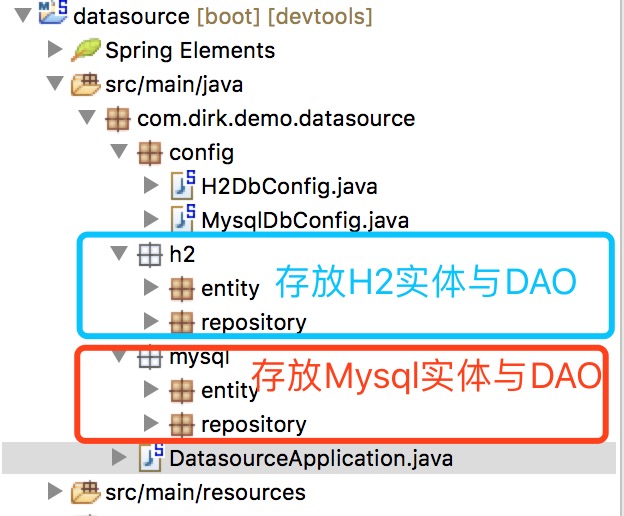 datasource [boot] [devtools]
Spring Elements
src/main/java
com.dirk.demo.datasource
config
H2DbConfig.java
MysqlDbConfig.java
h2
entity 存放H2实体与DAO
repository
mysql
entity 存放Mysql实体与DAO
repository
DatasourceApplication.java
src/main/resources